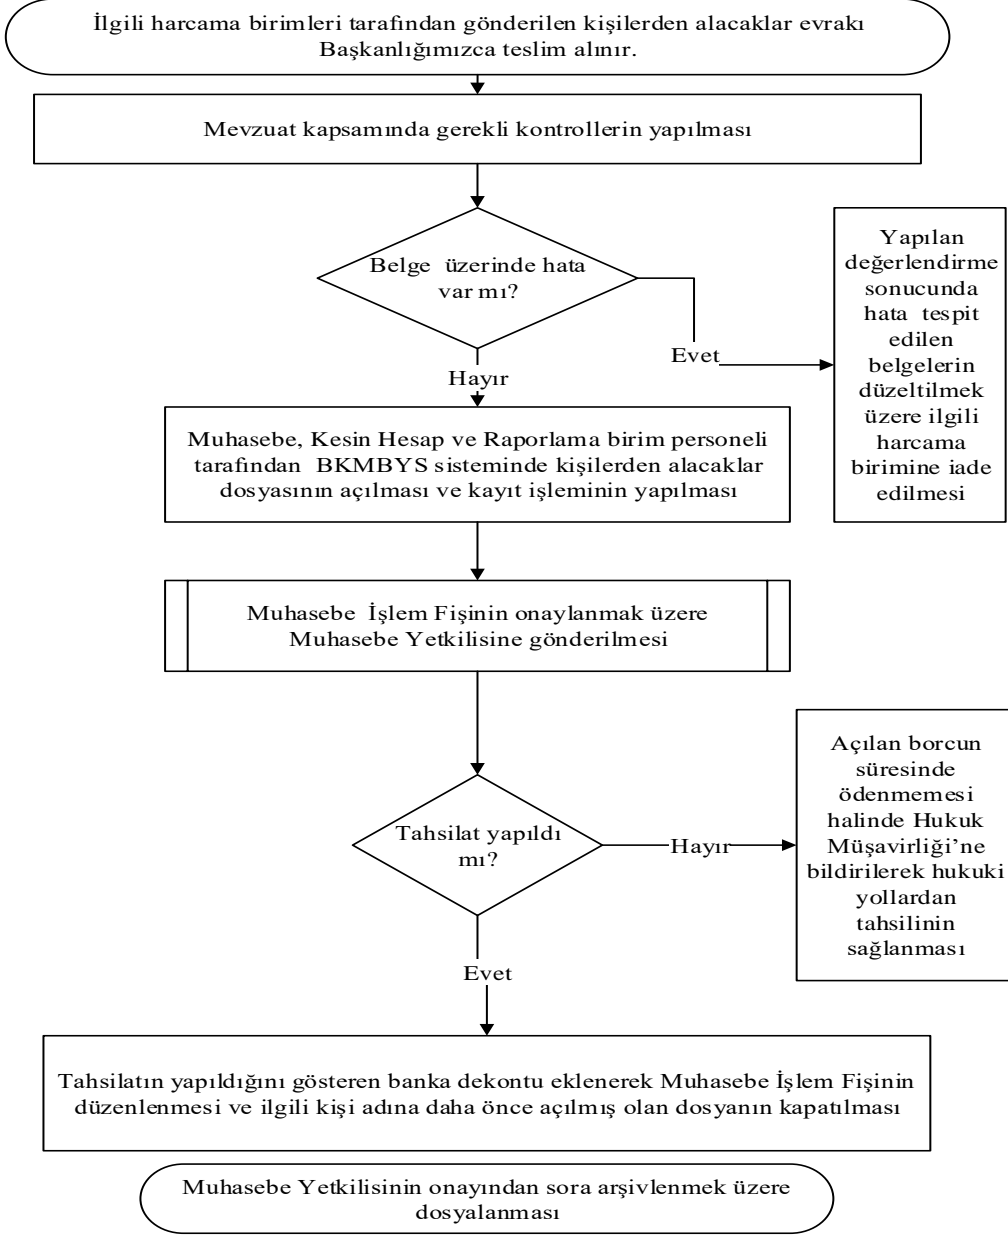 İlgili harcama birimleri tarafından gönderilen kişilerden alacaklar evrakı
Başkanlığımızca teslim alınır.
Mevzuat kapsamında gerekli kontrollerin yapılması
Belge üzerinde hata
var mı?
Evet
Yapılan
değerlendirme
sonucunda
hata tespit
edilen
belgelerin
düzeltilmek
üzere ilgili
harcama
birimine iade
edilmesi
Hayır
Muhasebe, Kesin Hesap ve Raporlama birim personeli
tarafından BKMBYS sisteminde kişilerden alacaklar
dosyasının açılması ve kayıt işleminin yapılması
Muhasebe İşlem Fişinin onaylanmak üzere
Muhasebe Yetkilisine gönderilmesi
Tahsilat yapıldı
mı?
Hayır
Açılan borcun
süresinde
ödenmemesi
halinde Hukuk
Müşavirliği’ne
bildirilerek hukuki
yollardan
tahsilinin
sağlanması
Evet
Tahsilatın yapıldığını gösteren banka dekontu eklenerek Muhasebe İşlem Fişinin
düzenlenmesi ve ilgili kişi adına daha önce açılmış olan dosyanın kapatılması
Muhasebe Yetkilisinin onayından sora arşivlenmek üzere
dosyalanması